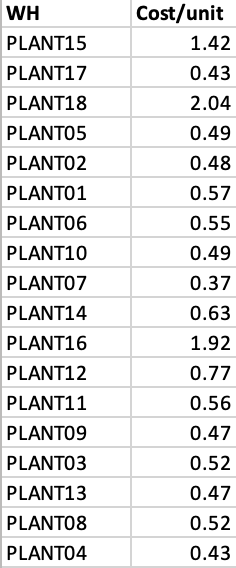 WH Cost/unit
PLANT15 1.42
PLANT17 0.43
PLANT18 2.04
PLANT05 0.49
PLANT02 0.48
PLANT01 0.57
PLANT06 0.55
PLANT10 0.49
PLANT07 0.37
PLANT14 0.63
PLANT16 1.92
PLANT12 0.77
PLANT11 0.56
PLANT09 0.47
PLANT03 0.52
PLANT13 0.47
PLANT08 0.52
PLANT04 0.43